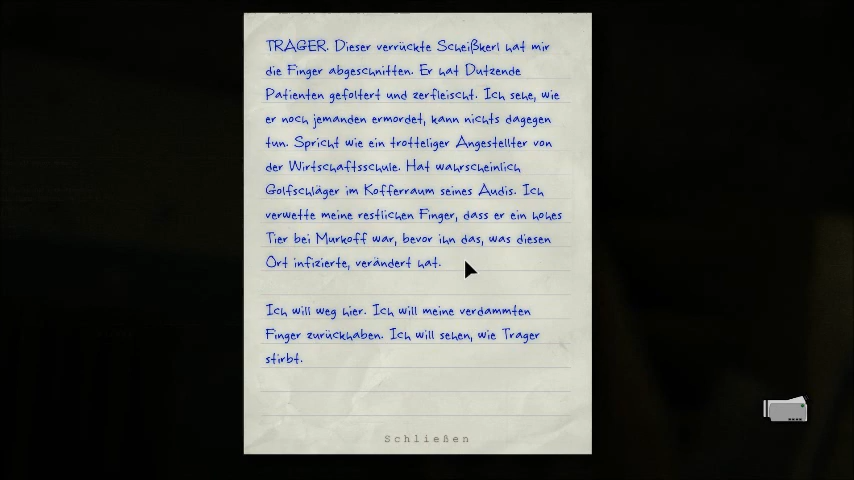 TRAGER. Dieser verrückte Scheißkerl hat mir
die Finger abgeschnitten. Er hat Dutzende
Patienten gefoltert und zerfleischt. Ich sehe, wie
er noch jemanden ermordet, kann nichts dagegen
tun. Spricht wie ein trotteliger Angestellter von
der Wirtschaftsschule. Hat wahrscheinlich
Golfschläger im Kofferraum seines Audis. Ich
verwette meine restlichen Finger, dass er ein hohes
Tier bei Murkoff war, bevor ihn das, was diesen
Ort infizierte, verändert hat.
Ich will weg hier. Ich will meine verdammten
Finger zurückhaben. Ich will sehen, wie Trager
stirbt.
Schließen